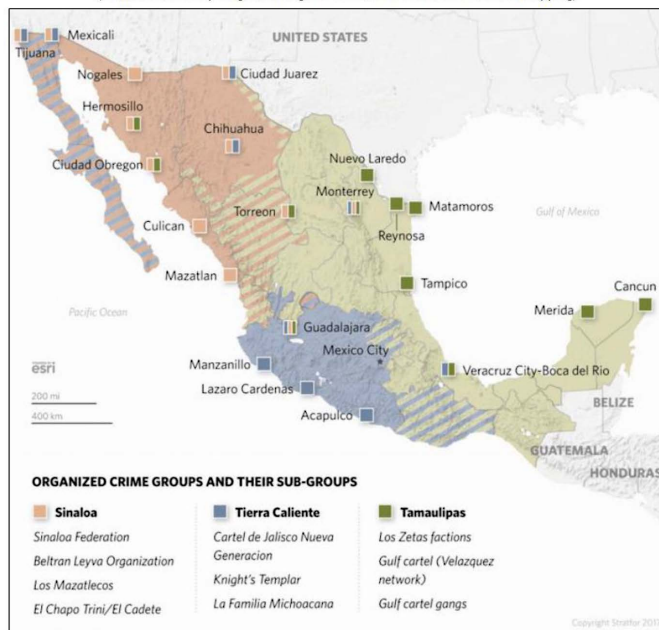 UNITED STATES
Mexicali
Tijuana
Nogales
Ciudad Juarez
Hermosillo
Chihuahua
Ciudad Obregon
Nuevo Laredo
Monterrey
Torreon
Matamoros
Gulf of Mexico
Culican
Reynosa
Mazatlan
Tampico
Cancun
Pacific Ocean
Merida
Guadalajara
esri
Mexico City
Manzanillo
Veracruz City-Boca del Rio
200 mi
Lazaro Cardenas
400 km
BELIZE
Acapulco
GUATEMALA
HONDURAS
ORGANIZED CRIME GROUPS AND THEIR SUB-GROUPS
Sinaloa
Sinaloa Federation
Beltran Leyva Organization
Los Mazatlecos
El Chapo Trini/El Cadete
Tierra Caliente
Cartel de Jalisco Nueva
Generacion
Knight's Templar
La Familia Michoacana
Tamaulipas
Los Zetas factions
Gulf cartel (Velazquez
network)
Gulf cartel gangs
Copyright Stratfor 2017